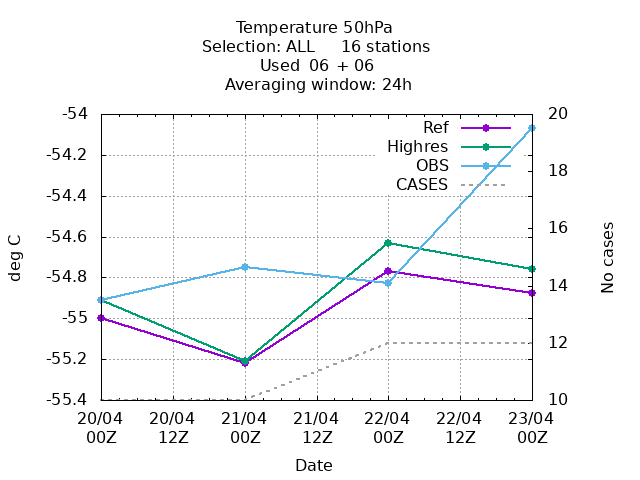 Temperature 50hPa
Selection: ALL     16 stations
Used  06 + 06
Averaging window: 24h
-54
-54.2
-54.4
-54.6
-54.8
-55
-55.2
-55.4
20
18
16
14
12
10
Ref
Highres
OBS
CASES
deg C
No cases
20/04 20/04 21/04 21/04 22/04 22/04 23/04
00Z 12Z 00Z 12Z 00Z 12Z 00Z
Date